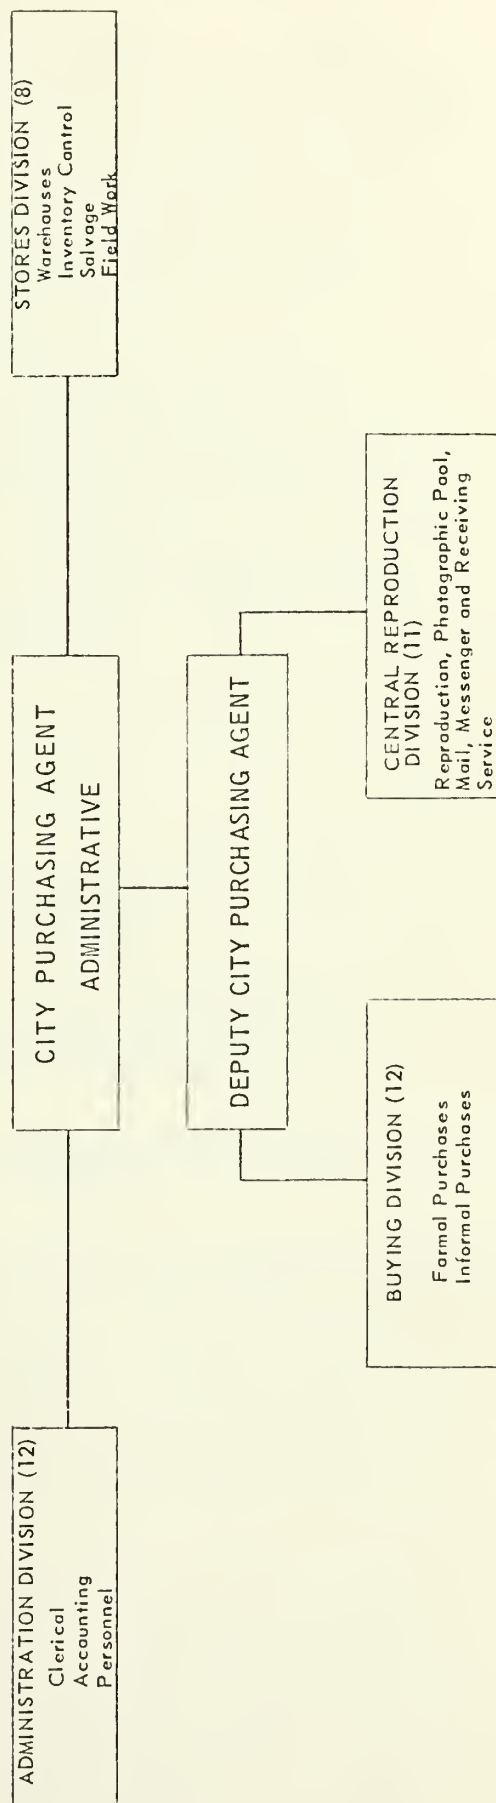 ADMINISTRATION DIVISION (12)
Clerical
Accounting
Personnel
CITY PURCHASING AGENT
ADMINISTRATIVE
STORES DIVISION (8)
Warehouses
Inventory Control
Salvage
Field Work
DEPUTY CITY PURCHASING AGENT
BUYING DIVISION (12)
Formal Purchases
Informal Purchases
CENTRAL REPRODUCTION
DIVISION (11)
Reproduction, Photographic Pool,
Mail, Messenger and Receiving
Service